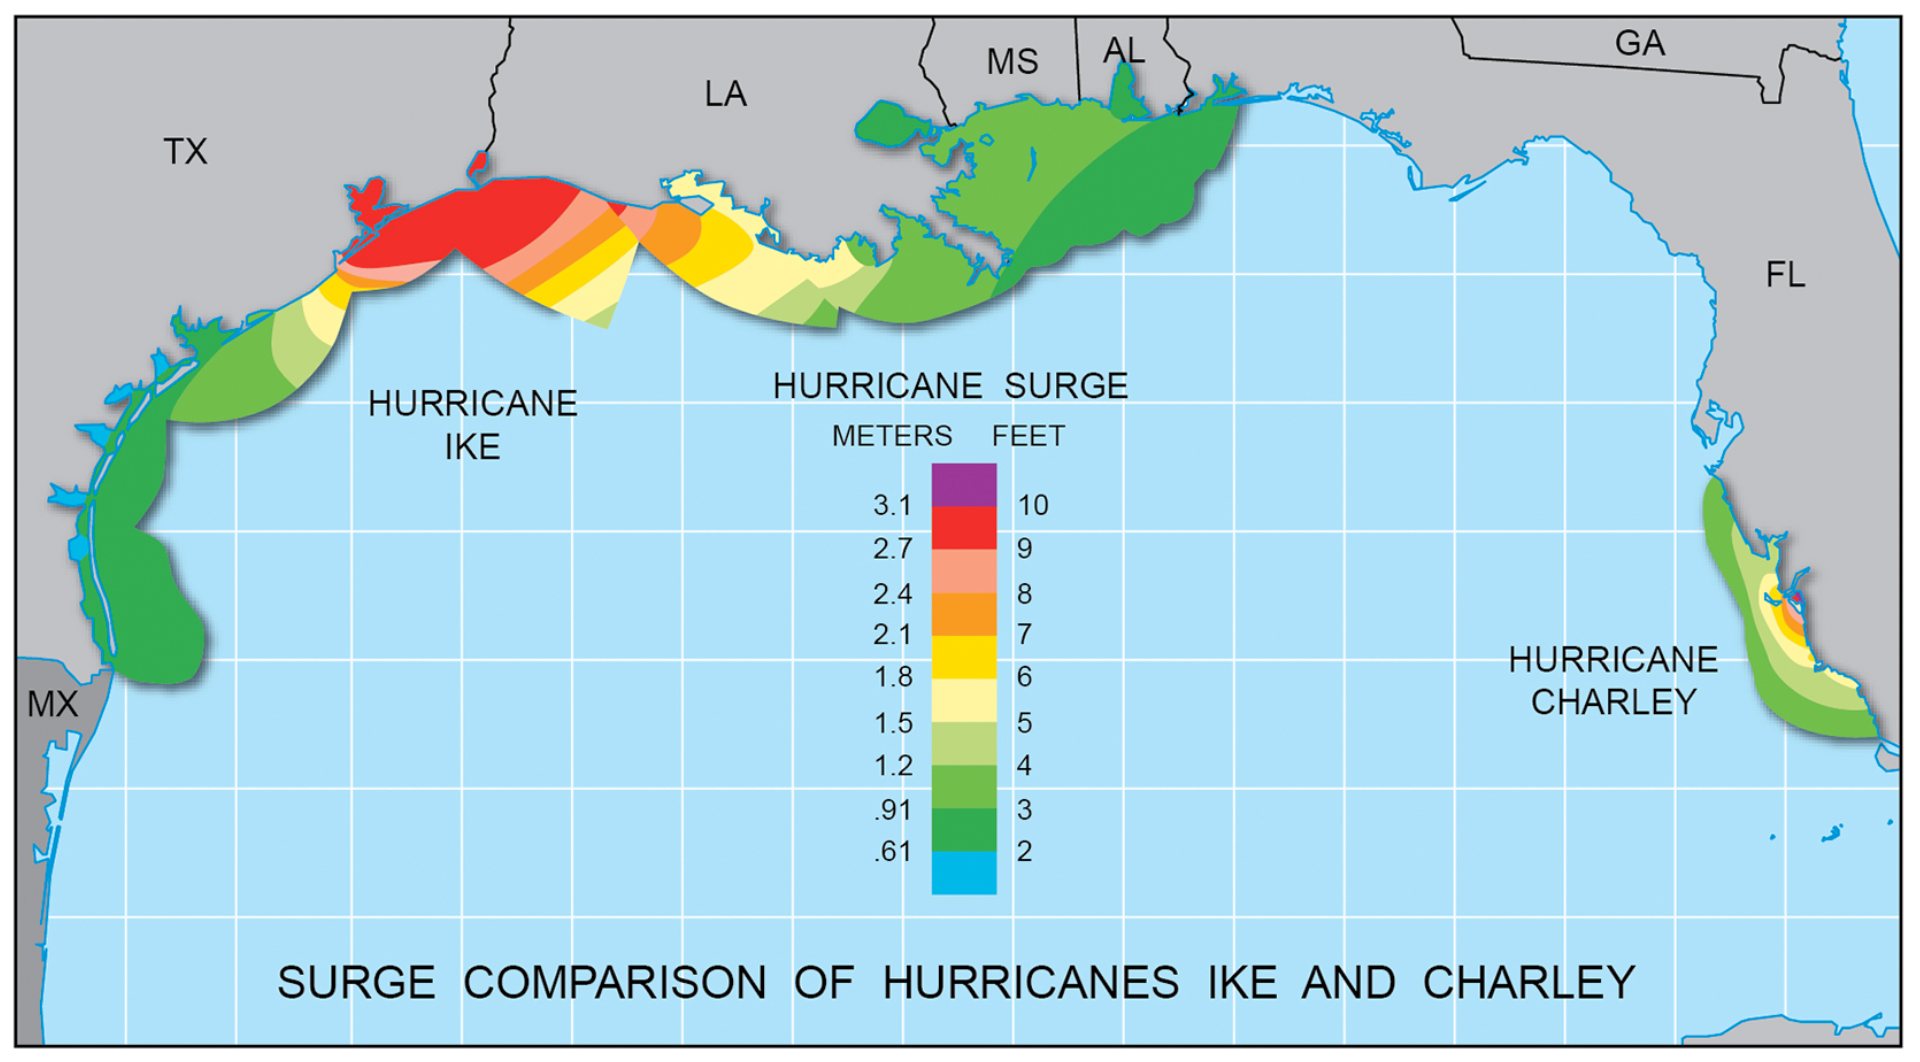 GA
AL
MS
LA
TX
FL
HURRICANE SURGE
HURRICANE
IKE
METERS FEET
3.1 10
2.7 9
2.4 8
2.1 7
1.8 6
1.5 5
1.2 4
.91 3
.61 2
HURRICANE
CHARLEY
MX
SURGE COMPARISON OF HURRICANES IKE AND CHARLEY